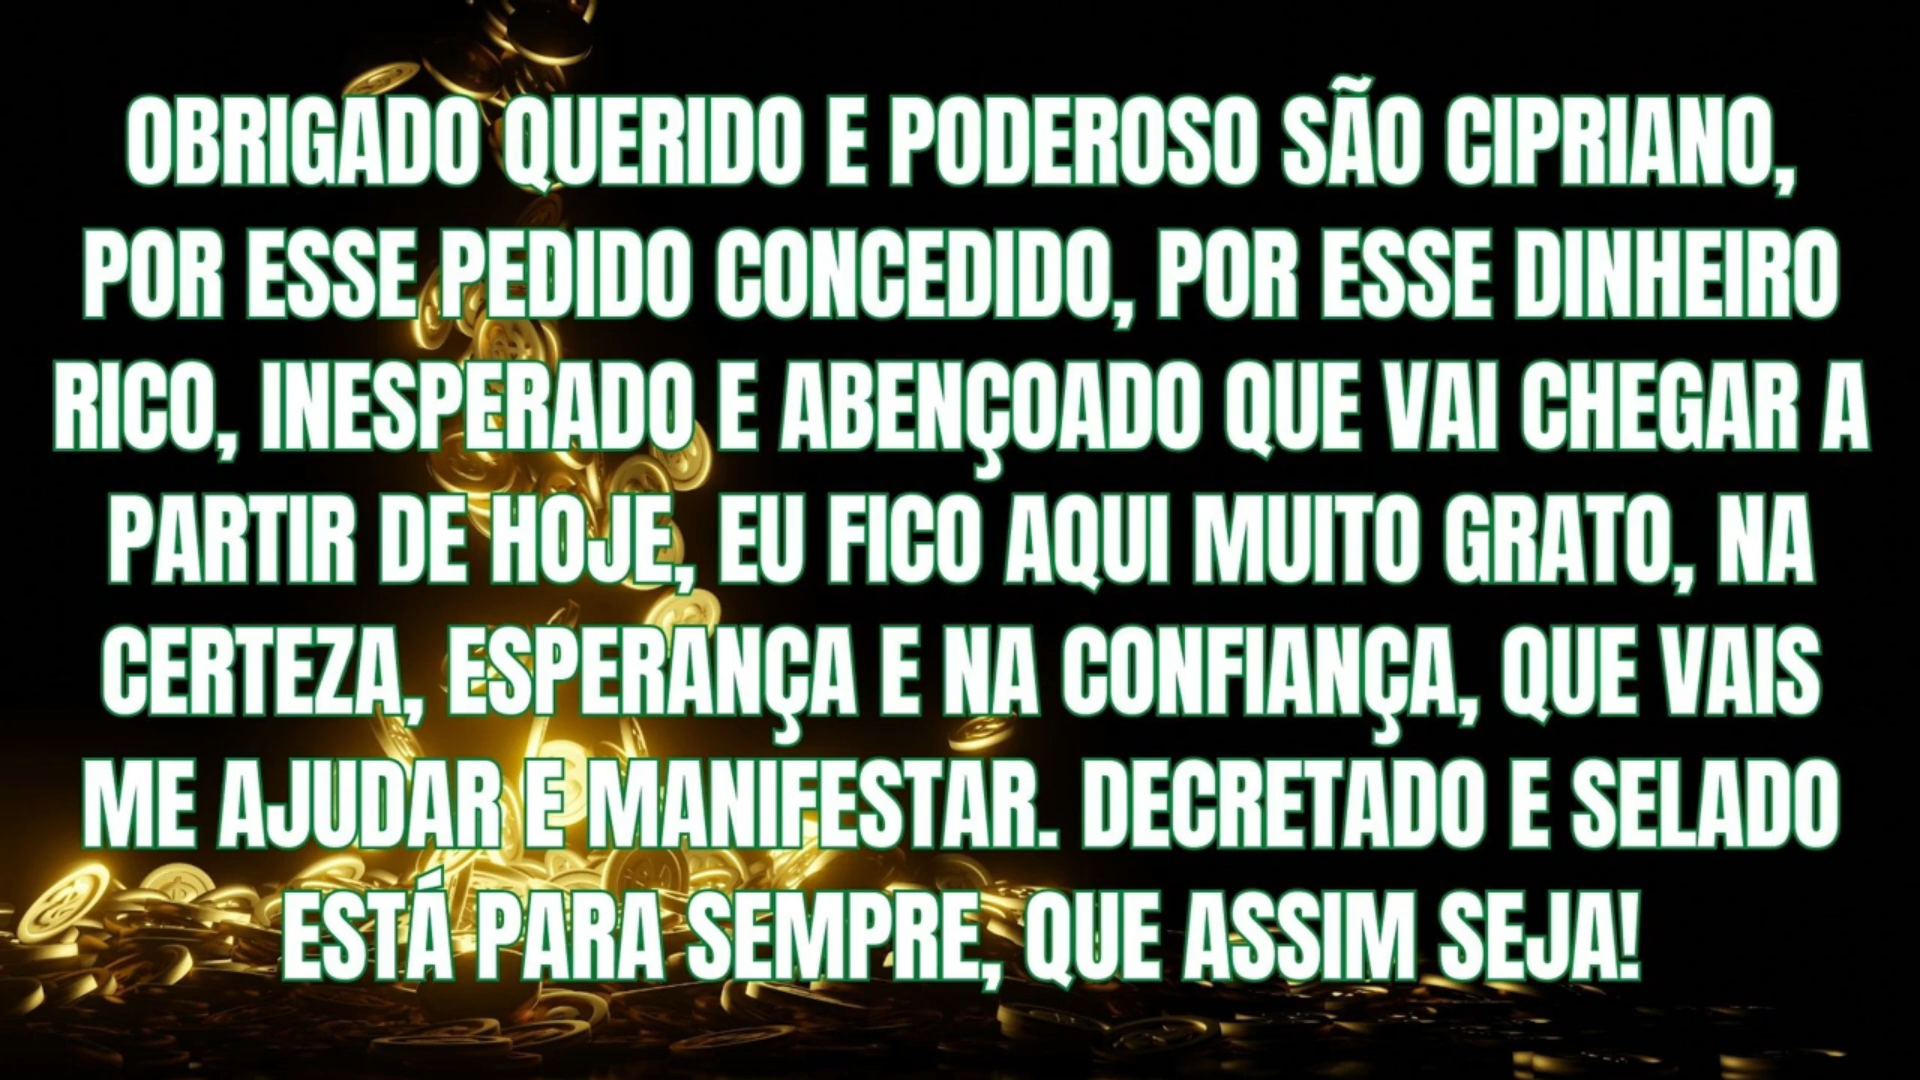 OBRIGADO QUERIDO E PODEROSO SÃO CIPRIANO,
POR ESSE PEDIDO CONCEDIDO, POR ESSE DINHEIRO
RICO, INESPERADO E ABENÇOADO QUE VAI CHEGAR A
PARTIR DE HOJE, EU FICO AQUI MUITO GRATO, NA
CERTEZA, ESPERANÇA E NA CONFIANÇA, QUE VAIS
ME AJUDAR E MANIFESTAR. DECRETADO E SELADO
ESTÁ PARA SEMPRE, QUE ASSIM SEJA!